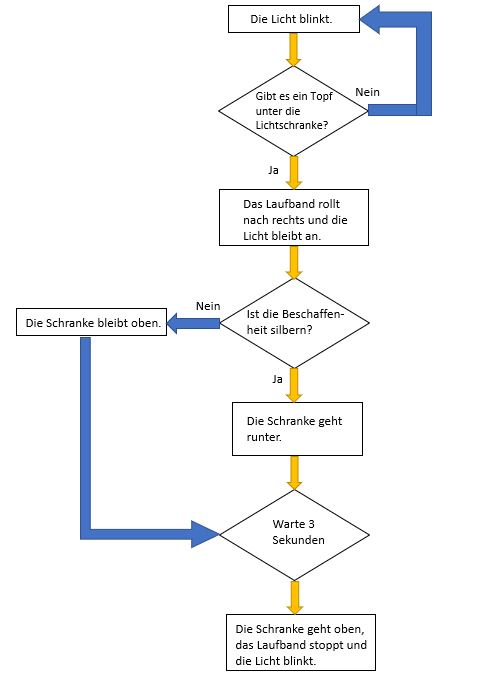 Die Licht blinkt.
Gibt es ein Topf
unter die
Lichtschranke?
Nein
Ja
Das Laufband rollt
nach rechts und die
Licht bleibt an.
Nein
Ist die Beschaffen-
heit silbern?
Die Schranke bleibt oben.
Ja
Die Schranke geht
runter.
Warte 3
Sekunden
Die Schranke geht oben,
das Laufband stoppt und
die Licht blinkt.